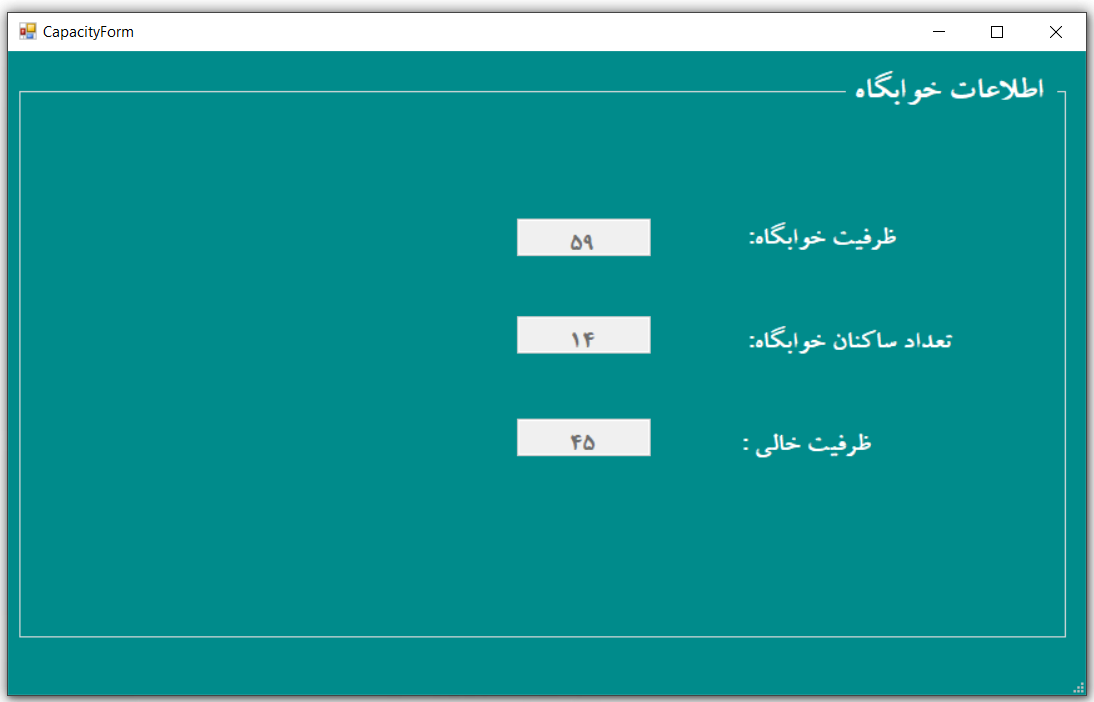 CapacityForm
اطلاعات خوابگاه
ظرفیت خوابگاه: ۵۹
تعداد ساکنان خوابگاه: ۱۴
ظرفیت خالی : ۴۵